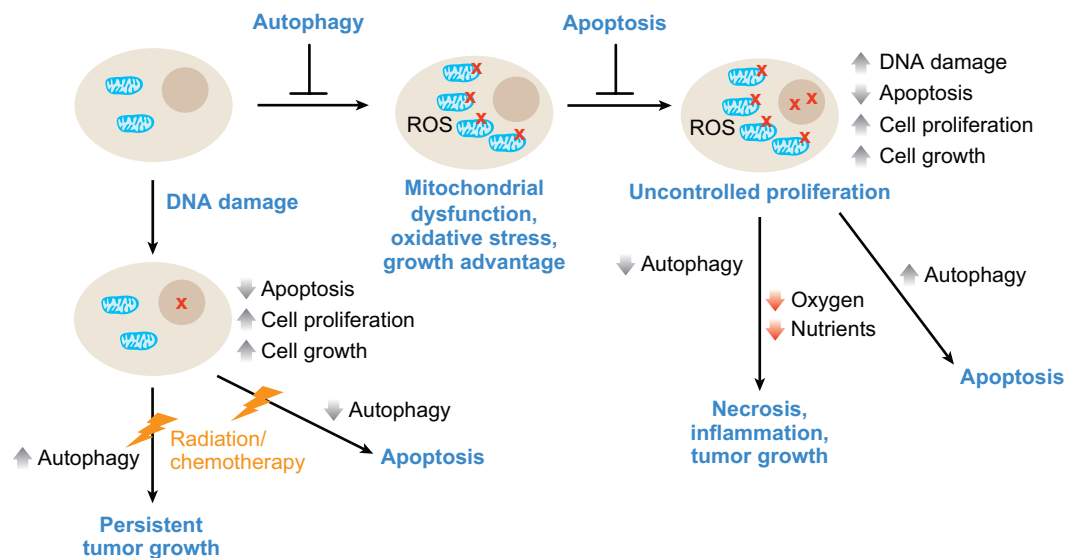 Autophagy
Apoptosis
ROS
x
x
x
x
Mitochondrial
dysfunction,
oxidative stress,
growth advantage
ROS
x
x
x
x
x x
DNA damage
Apoptosis
Cell proliferation
Cell growth
Uncontrolled proliferation
DNA damage
x
Apoptosis
Cell proliferation
Cell growth
Autophagy
Oxygen
Nutrients
Autophagy
Necrosis,
inflammation,
tumor growth
Apoptosis
Autophagy
Radiation/
chemotherapy
Autophagy
Apoptosis
Persistent
tumor growth